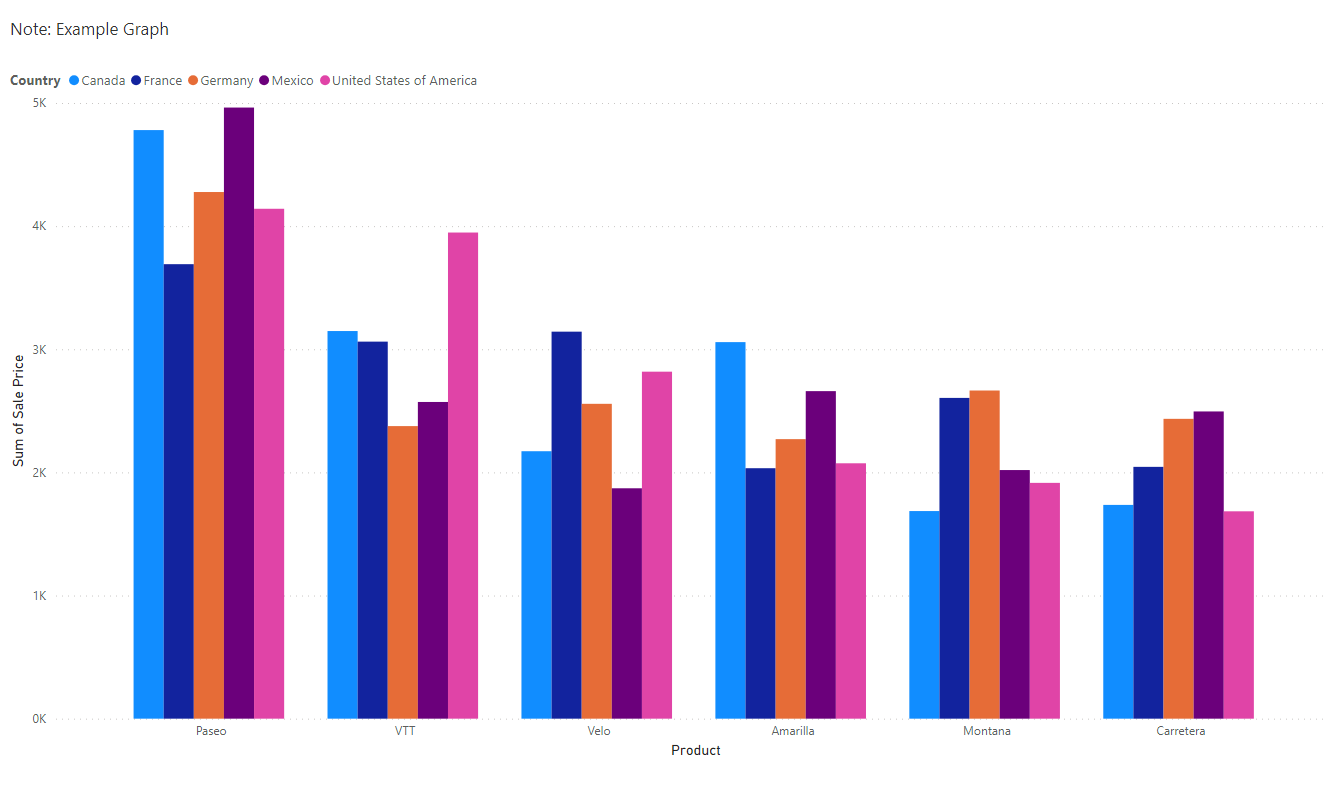 Note: Example Graph
Country Canada France Germany Mexico United States of America
5K
4K
3K
2K
1K
0K
Sum of Sale Price
Paseo VTT Velo Amarilla Montana Carretera
Product